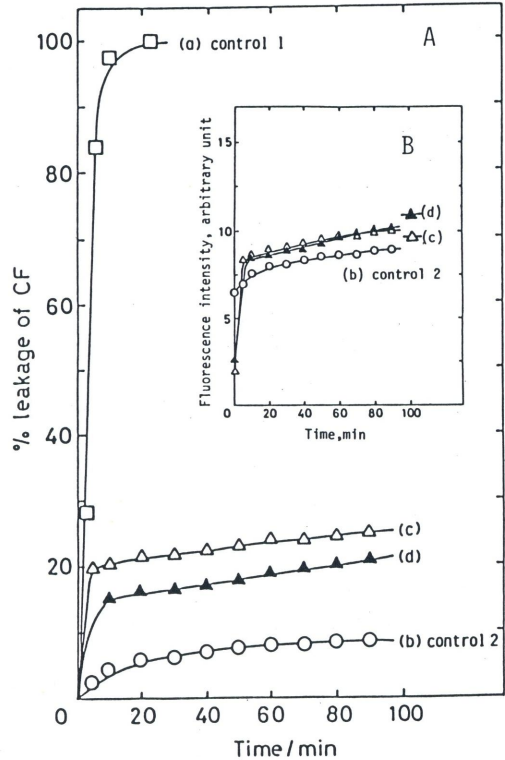 A
100
80
60
40
20
0
20
40
60
80
100
% leakage of CF
Time/min
(a) control 1
(c)
(d)
(b) control 2
B
15
10
5
0
20
40
60
80
100
Fluorescence intensity, arbitrary unit
Time,min
(d)
(c)
(b) control 2